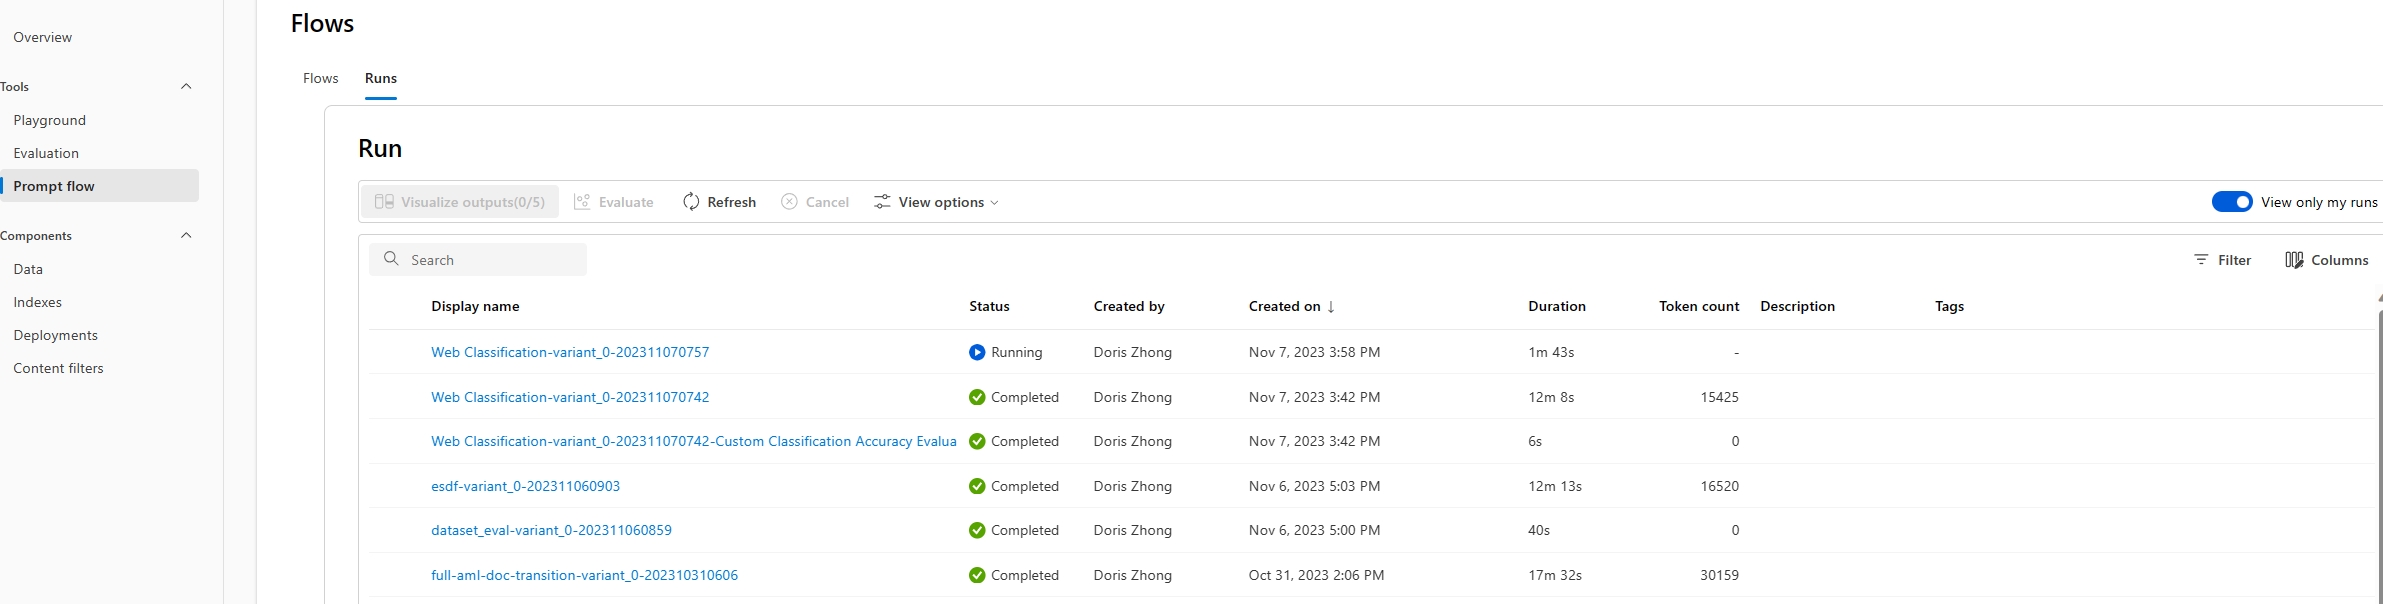 Overview
Tools
Playground
Evaluation
Prompt flow
Components
Data
Indexes
Deployments
Content filters
Flows
Flows Runs
Run
Visualize outputs(0/5) Evaluate Refresh Cancel View options View only my runs
Search Filter Columns
Display name Status Created by Created on ↓ Duration Token count Description Tags
Web Classification-variant_0-202311070757 Running Doris Zhong Nov 7, 2023 3:58 PM 1m 43s -
Web Classification-variant_0-202311070742 Completed Doris Zhong Nov 7, 2023 3:42 PM 12m 8s 15425
Web Classification-variant_0-202311070742-Custom Classification Accuracy Evalua Completed Doris Zhong Nov 7, 2023 3:42 PM 6s 0
esdf-variant_0-202311060903 Completed Doris Zhong Nov 6, 2023 5:03 PM 12m 13s 16520
dataset_eval-variant_0-202311060859 Completed Doris Zhong Nov 6, 2023 5:00 PM 40s 0
full-aml-doc-transition-variant_0-202310310606 Completed Doris Zhong Oct 31, 2023 2:06 PM 17m 32s 30159